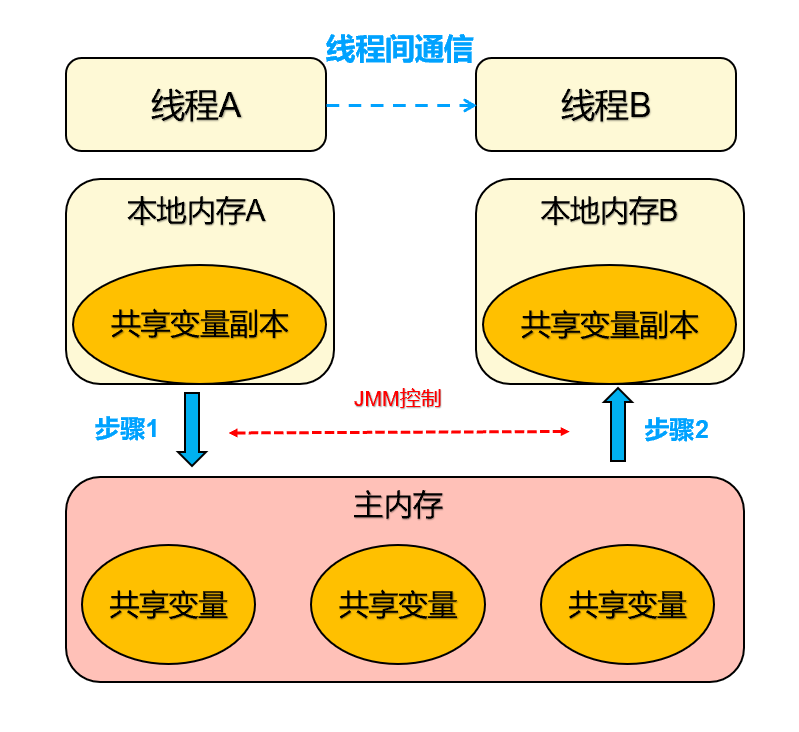 线程间通信
线程A
线程B
本地内存A
本地内存B
共享变量副本
共享变量副本
JMM控制
步骤1
步骤2
主内存
共享变量
共享变量
共享变量